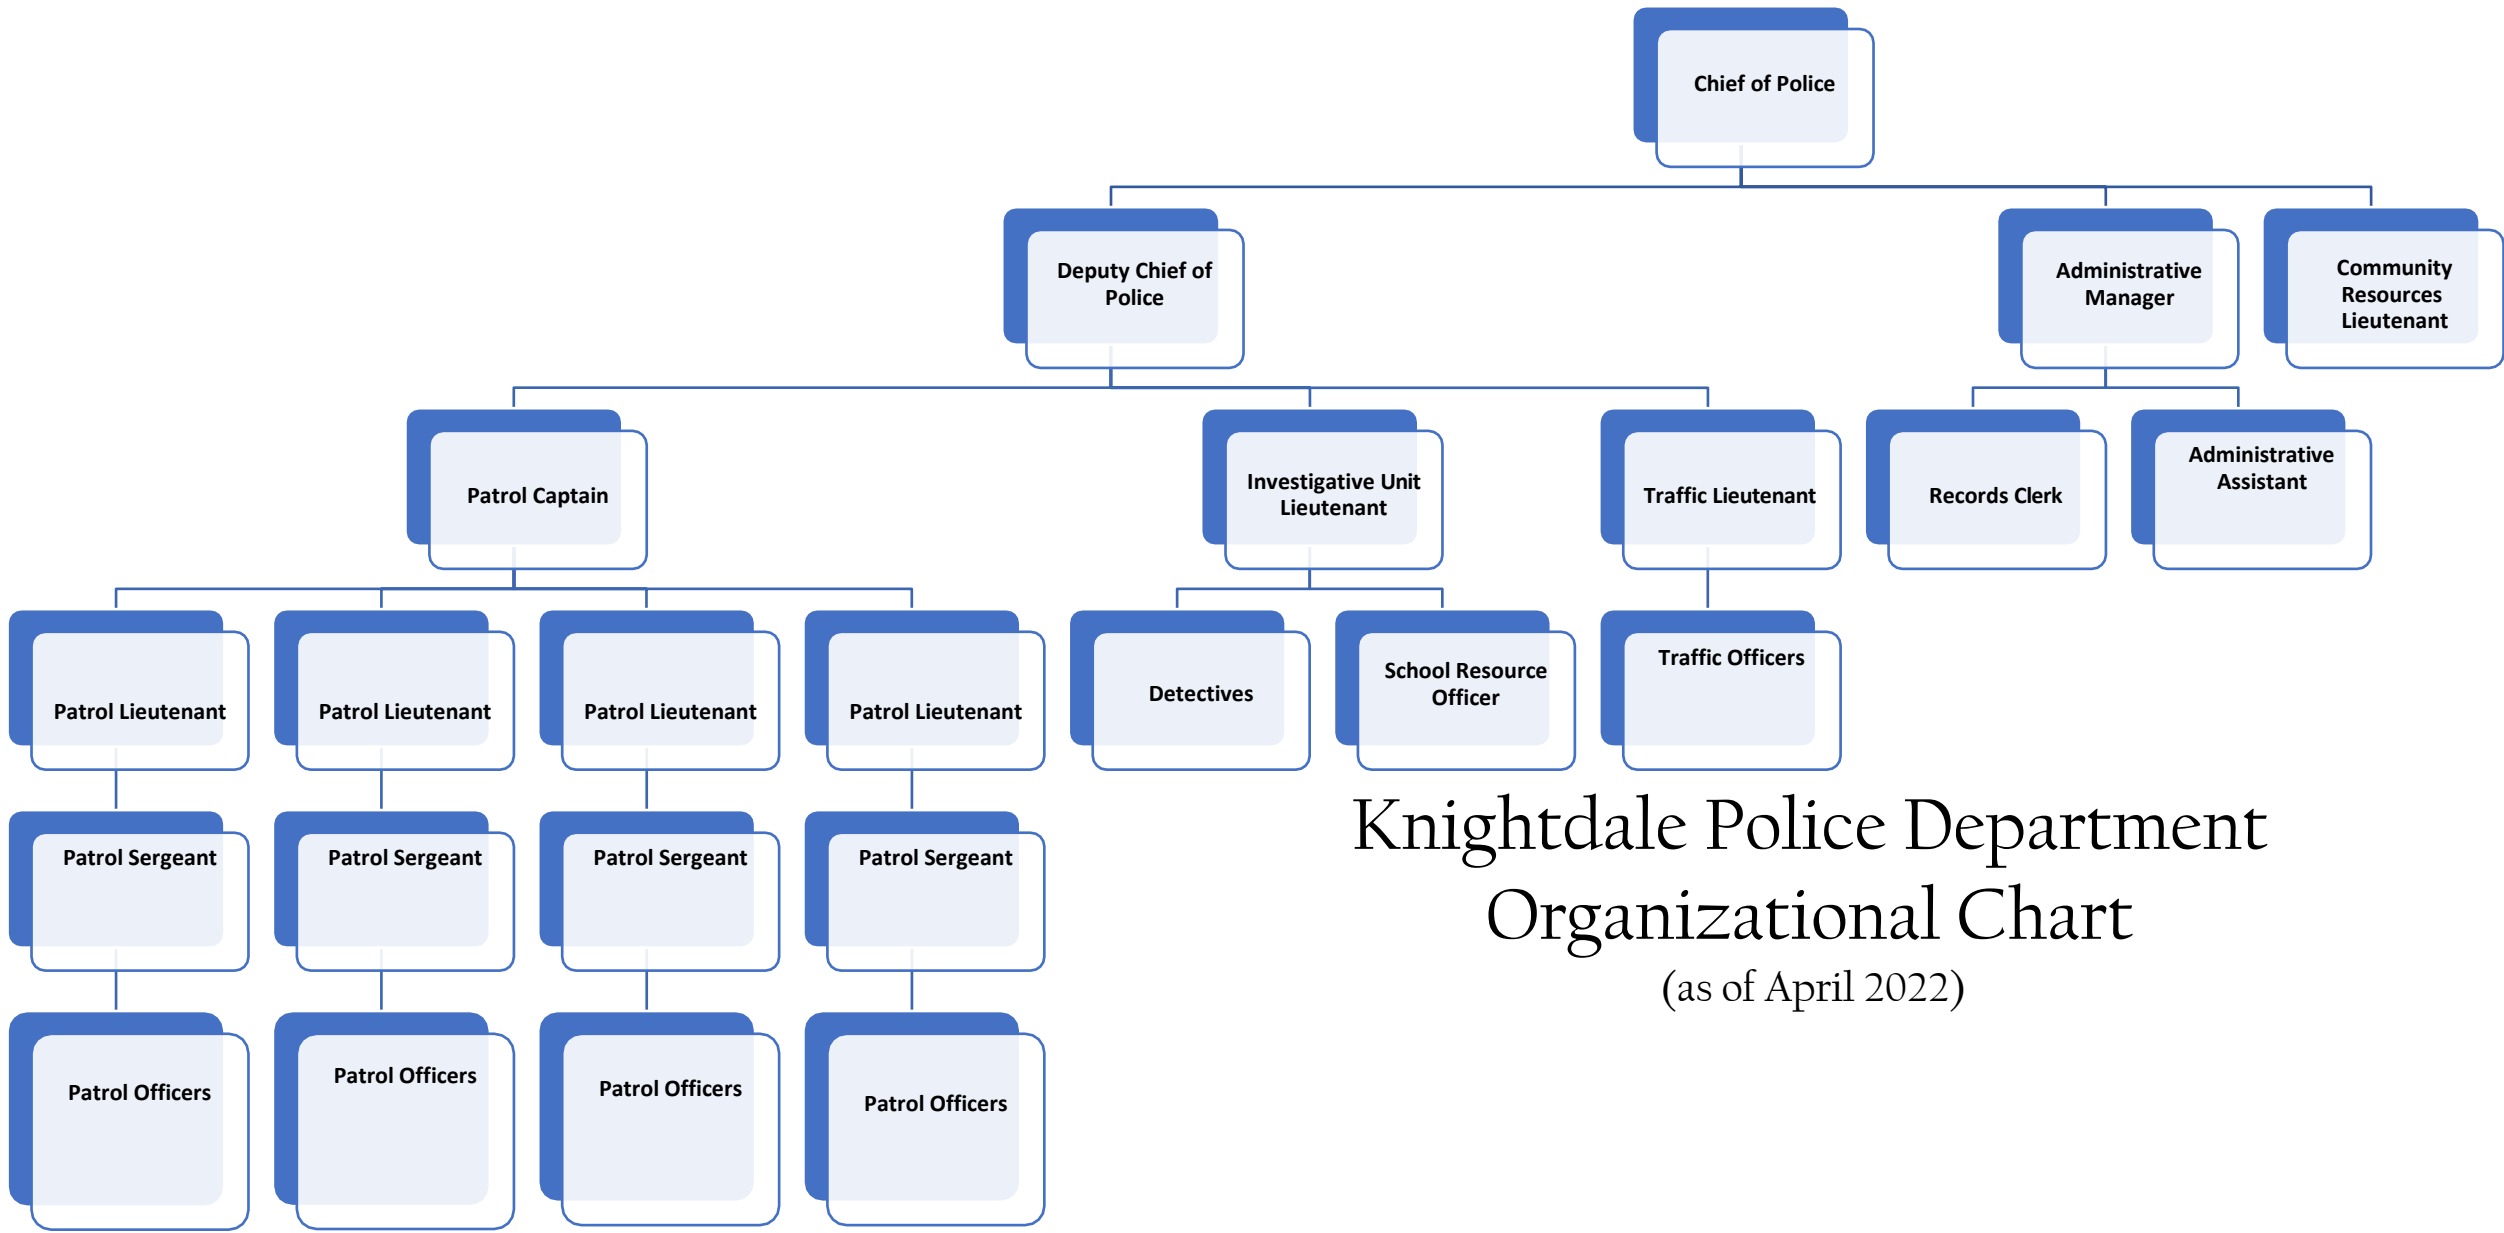 Chief of Police
Deputy Chief of
Police
Administrative
Manager
Community
Resources
Lieutenant
Patrol Captain
Investigative Unit
Lieutenant
Traffic Lieutenant
Records Clerk
Administrative
Assistant
Patrol Lieutenant
Patrol Lieutenant
Patrol Lieutenant
Patrol Lieutenant
Detectives
School Resource
Officer
Traffic Officers
Patrol Sergeant
Patrol Sergeant
Patrol Sergeant
Patrol Sergeant
Patrol Officers
Patrol Officers
Patrol Officers
Patrol Officers
Knightdale Police Department
Organizational Chart
(as of April 2022)